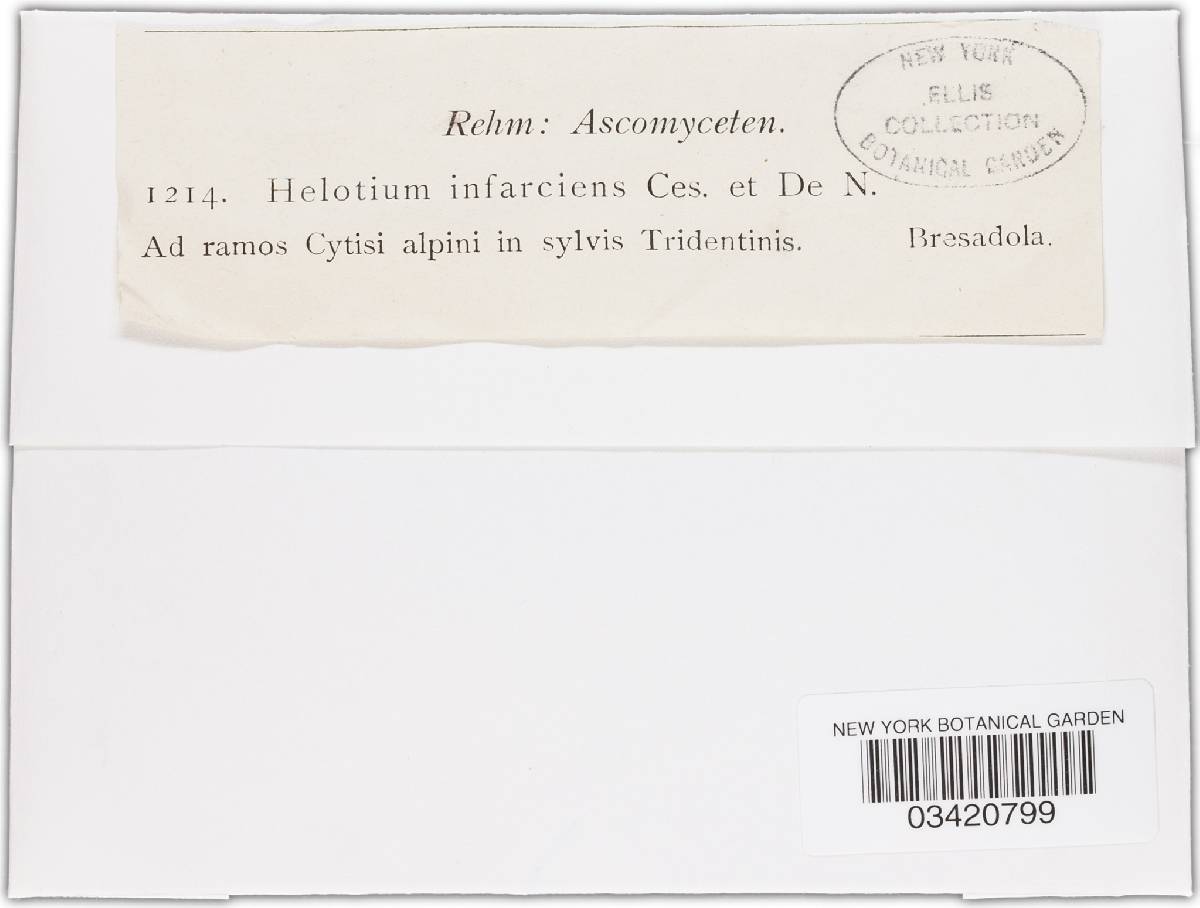 NEW YORK
ELLIS
COLLECTION
BOTANICAL GARDEN
Rehm: Ascomyceten.
1214. Helotium infarciens Ces. et De N.
Ad ramos Cytisi alpini in sylvis Tridentinis. Bresadola.
NEW YORK BOTANICAL GARDEN
03420799